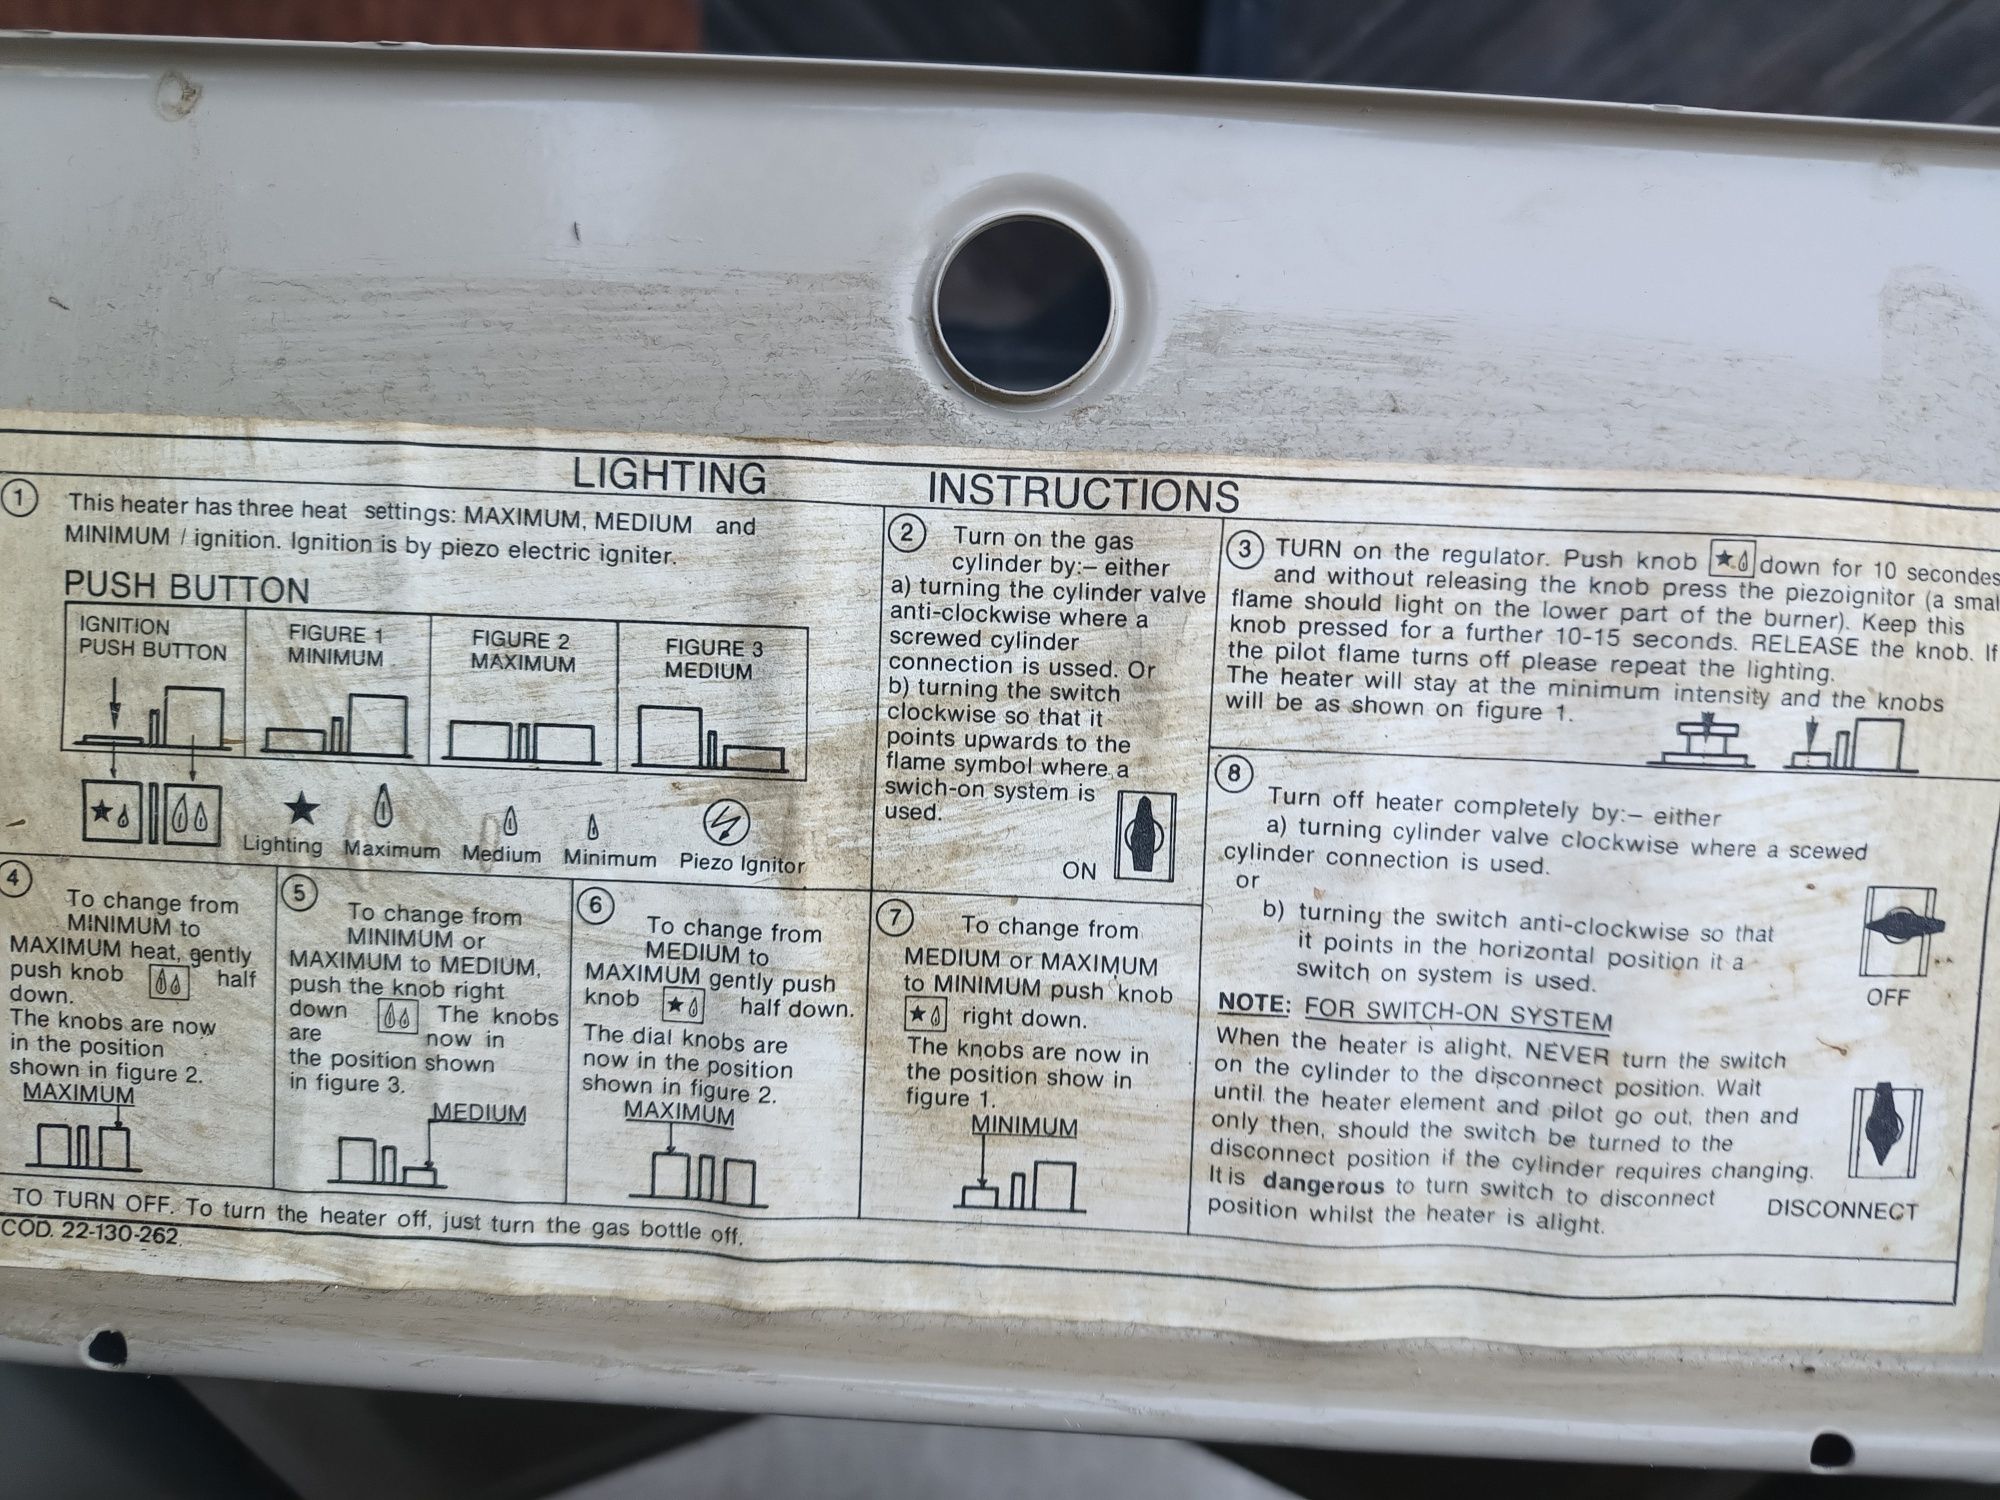 LIGHTING INSTRUCTIONS
1
This heater has three heat settings: MAXIMUM, MEDIUM and
MINIMUM / ignition. Ignition is by piezo electric igniter.
PUSH BUTTON
IGNITION
PUSH BUTTON
FIGURE 1
MINIMUM
FIGURE 2
MAXIMUM
FIGURE 3
MEDIUM
Lighting Maximum Medium Minimum Piezo Ignitor
2
Turn on the gas
cylinder by:– either
a) turning the cylinder valve
anti-clockwise where a
screwed cylinder
connection is ussed. Or
b) turning the switch
clockwise so that it
points upwards to the
flame symbol where a
swich-on system is
used.
ON
3
TURN on the regulator. Push knob down for 10 secondes
and without releasing the knob press the piezoignitor (a smal
flame should light on the lower part of the burner). Keep this
knob pressed for a further 10-15 seconds. RELEASE the knob. If
the pilot flame turns off please repeat the lighting.
The heater will stay at the minimum intensity and the knobs
will be as shown on figure 1.
4
To change from
MINIMUM to
MAXIMUM heat, gently
push knob half
down.
The knobs are now
in the position
shown in figure 2.
MAXIMUM
5
To change from
MINIMUM or
MAXIMUM to MEDIUM,
push the knob right
down The knobs
are now in
the position shown
in figure 3.
MEDIUM
6
To change from
MEDIUM to
MAXIMUM gently push
knob half down.
The dial knobs are
now in the position
shown in figure 2.
MAXIMUM
7
To change from
MEDIUM or MAXIMUM
to MINIMUM push knob
right down.
The knobs are now in
the position show in
figure 1.
MINIMUM
8
Turn off heater completely by:– either
a) turning cylinder valve clockwise where a scewed
cylinder connection is used.
or
b) turning the switch anti-clockwise so that
it points in the horizontal position it a
switch on system is used.
OFF
NOTE: FOR SWITCH-ON SYSTEM
When the heater is alight, NEVER turn the switch
on the cylinder to the disconnect position. Wait
until the heater element and pilot go out, then and
only then, should the switch be turned to the
disconnect position if the cylinder requires changing.
It is dangerous to turn switch to disconnect
position whilst the heater is alight.
DISCONNECT
TO TURN OFF. To turn the heater off, just turn the gas bottle off.
COD. 22-130-262